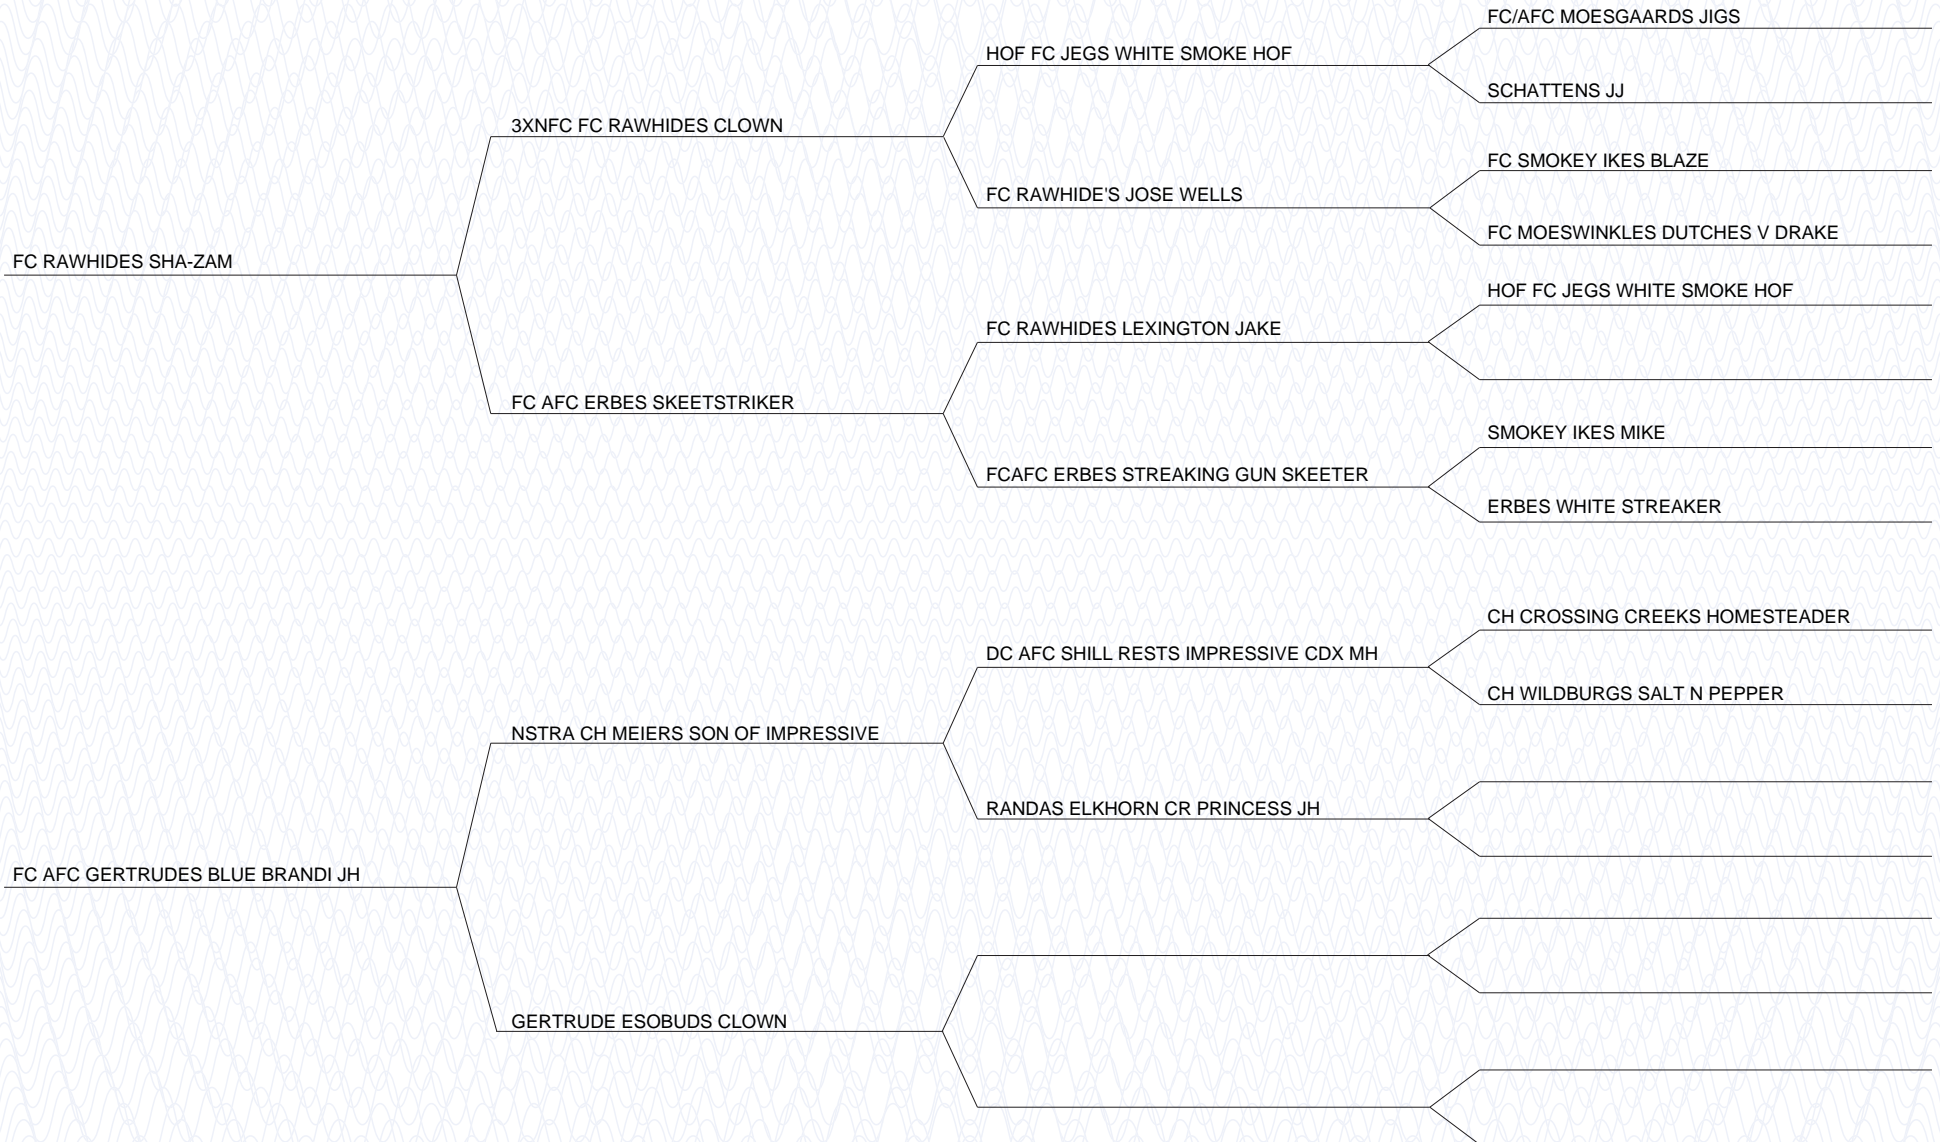 FC/AFC MOESGAARDS JIGS
HOF FC JEGS WHITE SMOKE HOF
SCHATTENS JJ
3XNFC FC RAWHIDES CLOWN
FC SMOKEY IKES BLAZE
FC RAWHIDE'S JOSE WELLS
FC MOESWINKLES DUTCHES V DRAKE
FC RAWHIDES SHA-ZAM
HOF FC JEGS WHITE SMOKE HOF
FC RAWHIDES LEXINGTON JAKE
FC AFC ERBES SKEETSTRIKER
SMOKEY IKES MIKE
FCAFC ERBES STREAKING GUN SKEETER
ERBES WHITE STREAKER
CH CROSSING CREEKS HOMESTEADER
DC AFC SHILL RESTS IMPRESSIVE CDX MH
CH WILDBURGS SALT N PEPPER
NSTRA CH MEIERS SON OF IMPRESSIVE
RANDAS ELKHORN CR PRINCESS JH
FC AFC GERTRUDES BLUE BRANDI JH
GERTRUDE ESOBUDS CLOWN